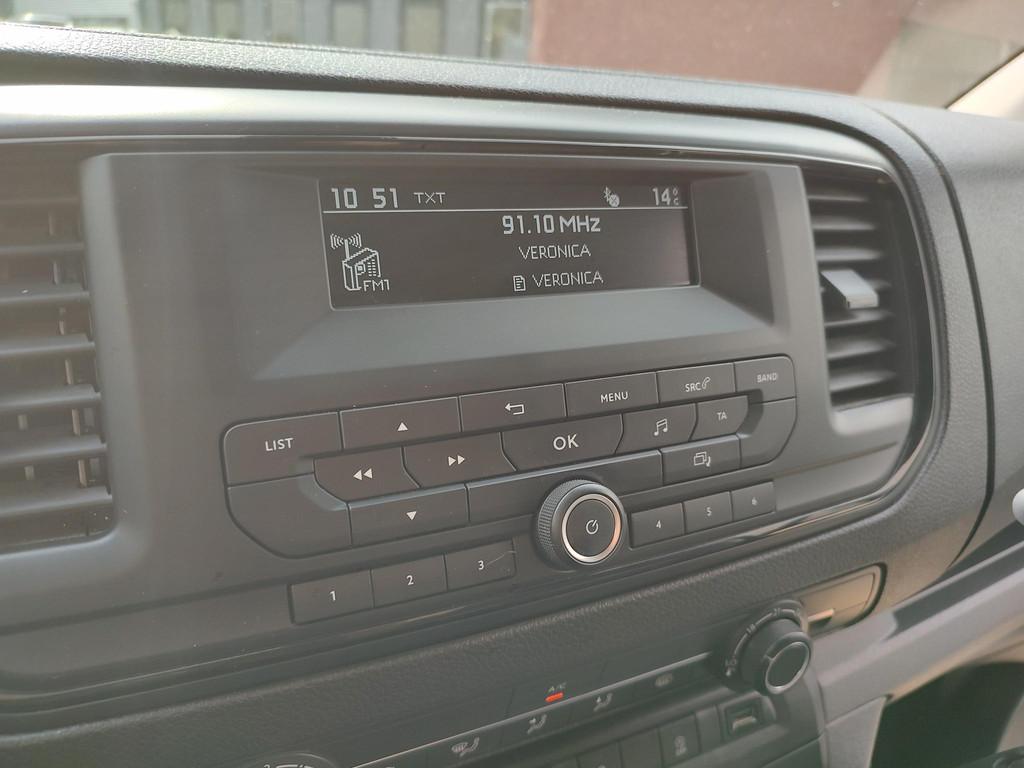 10 51 TXT 14°C
91.10 MHz
VERONICA
FM1 VERONICA
LIST MENU SRC BAND
OK TA
1 2 3 4 5 6
A/C